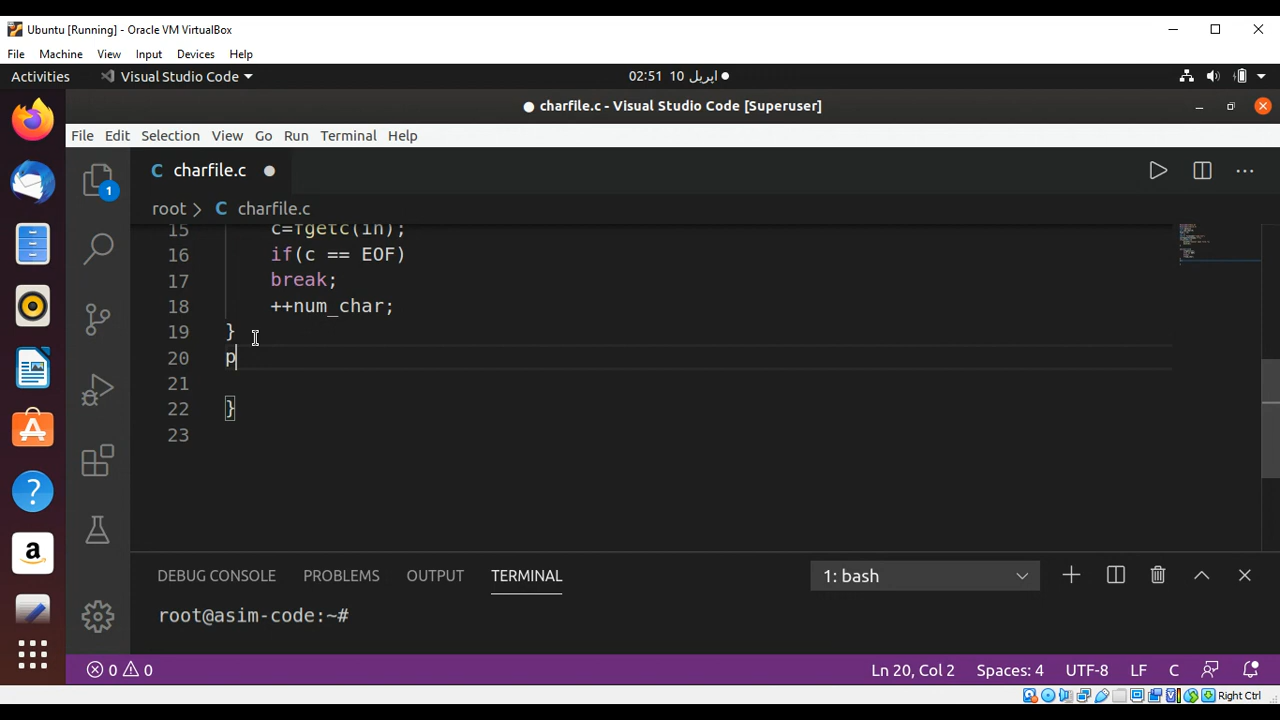 Ubuntu [Running] - Oracle VM VirtualBox
File Machine View Input Devices Help
Activities Visual Studio Code 02:51 10 اپریل
charfile.c - Visual Studio Code [Superuser]
File Edit Selection View Go Run Terminal Help
C charfile.c
root > C charfile.c
15 c=fgetc(in);
16 if(c == EOF)
17 break;
18 ++num_char;
19 }
20 p
21
22 }
23
1
DEBUG CONSOLE PROBLEMS OUTPUT TERMINAL 1: bash
root@asim-code:~#
0 0 Ln 20, Col 2 Spaces: 4 UTF-8 LF C
Right Ctrl